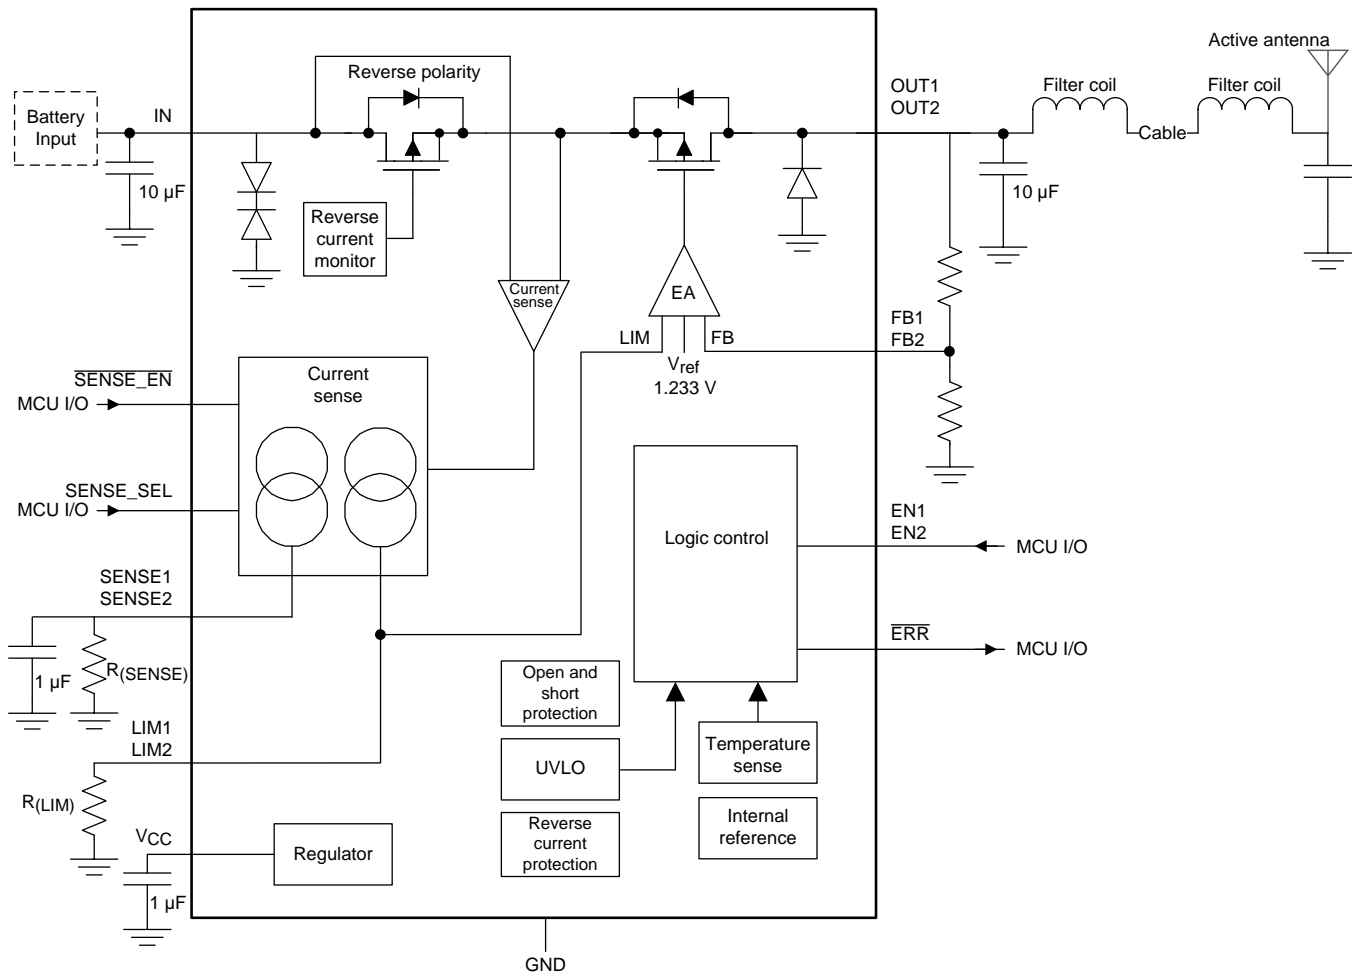 Active antenna
Reverse polarity
OUT1
OUT2
Filter coil
Filter coil
Battery
Input
IN
Cable
10 µF
10 µF
Reverse
current
monitor
Current
sense
EA
LIM
FB
FB1
FB2
Vref
1.233 V
SENSE_EN
MCU I/O
Current
sense
SENSE_SEL
MCU I/O
Logic control
EN1
EN2
MCU I/O
SENSE1
SENSE2
ERR
MCU I/O
1 µF
R(SENSE)
Open and
short
protection
LIM1
LIM2
UVLO
Temperature
sense
R(LIM)
Internal
reference
VCC
Regulator
Reverse
current
protection
1 µF
GND